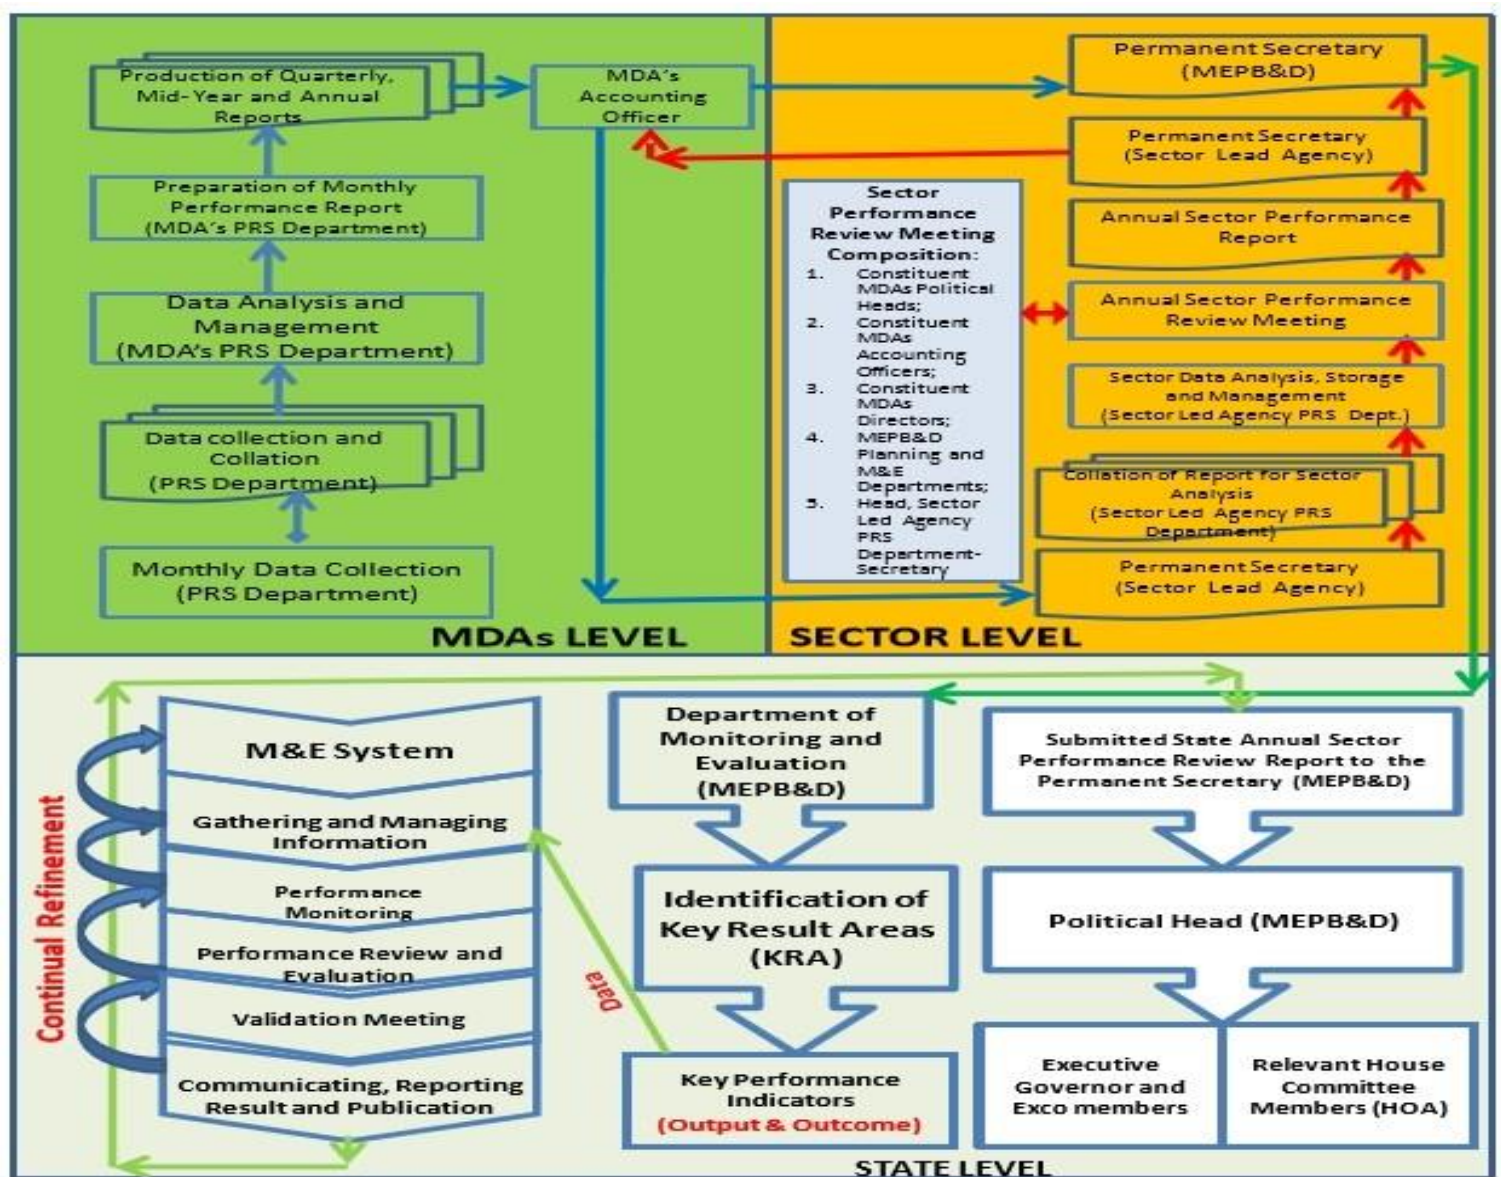 Production of Quarterly,
Mid-Year and Annual
Reports
MDA's
Accounting
Officer
Preparation of Monthly
Performance Report
(MDA's PRS Department)
Data Analysis and
Management
(MDA's PRS Department)
Data collection and
Collation
(PRS Department)
Monthly Data Collection
(PRS Department)
MDAs LEVEL
Permanent Secretary
(MEPB&D)
Permanent Secretary
(Sector Lead Agency)
Annual Sector Performance
Report
Annual Sector Performance
Review Meeting
Sector Data Analysis, Storage
and Management
(Sector Led Agency PRS Dept.)
Collation of Report for Sector
Analysis
(Sector Led Agency PRS
Department)
Permanent Secretary
(Sector Lead Agency)
Sector
Performance
Review Meeting
Composition:
1. Constituent
MDAs Political
Heads;
2. Constituent
MDAs
Accounting
Officers;
3. Constituent
MDAs
Directors;
4. MEPB&D
Planning and
M&E
Departments;
5. Head, Sector
Led Agency
PRS
Department-
Secretary
SECTOR LEVEL
Continual Refinement
M&E System
Gathering and Managing
Information
Performance
Monitoring
Performance Review and
Evaluation
Validation Meeting
Communicating, Reporting
Result and Publication
Data
Department of
Monitoring and
Evaluation
(MEPB&D)
Identification of
Key Result Areas
(KRA)
Key Performance
Indicators
(Output & Outcome)
Submitted State Annual Sector
Performance Review Report to the
Permanent Secretary (MEPB&D)
Political Head (MEPB&D)
Executive
Governor and
Exco members
Relevant House
Committee
Members (HOA)
STATE LEVEL